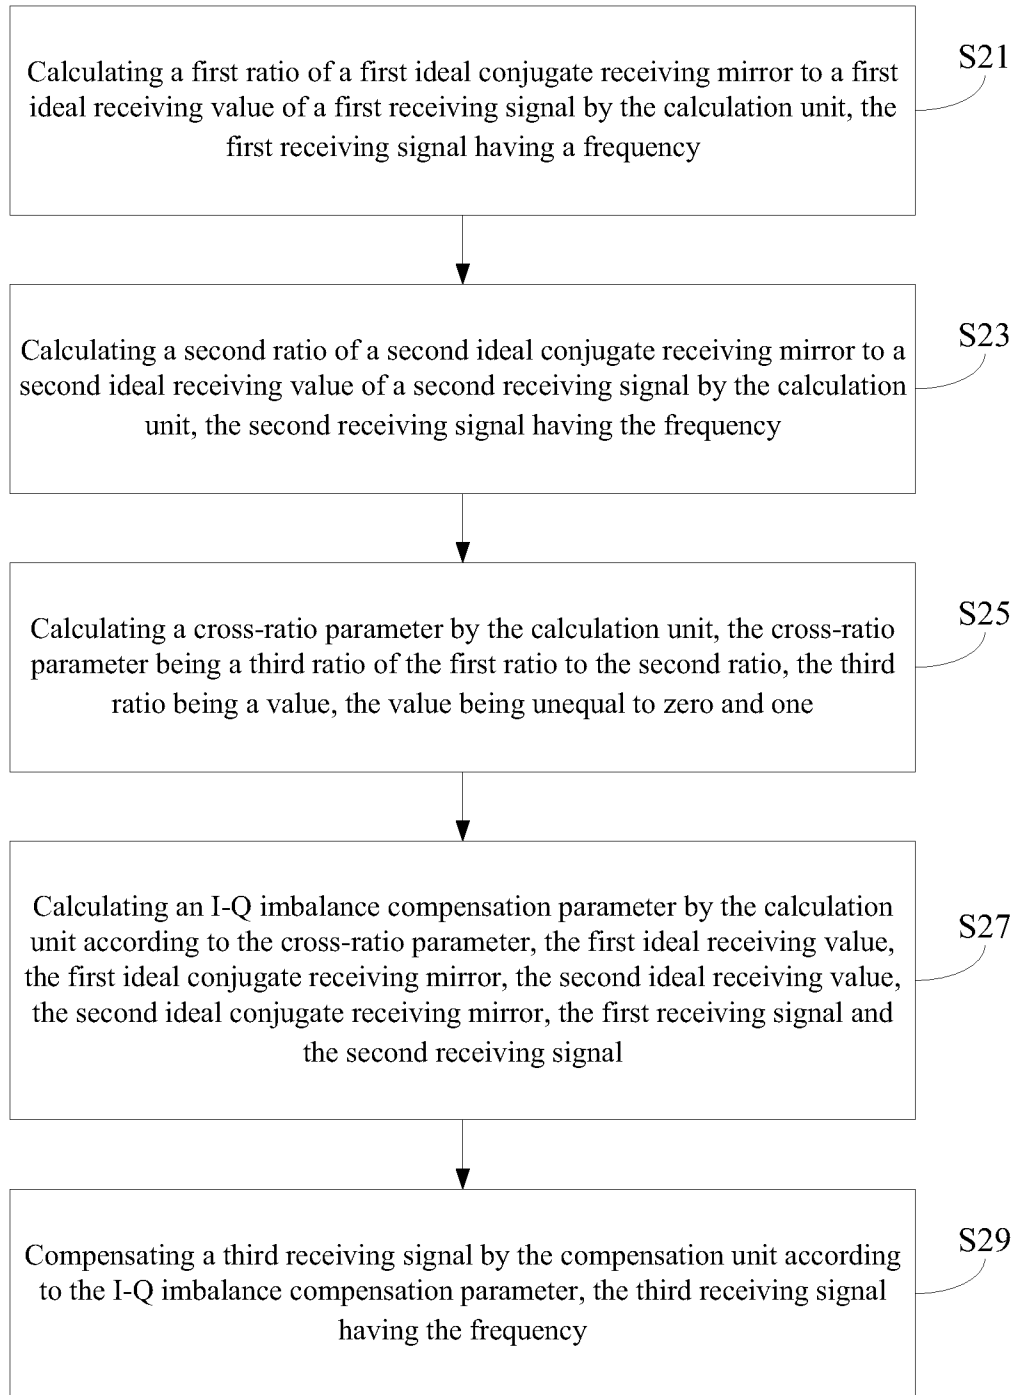 Calculating a first ratio of a first ideal conjugate receiving mirror to a first
ideal receiving value of a first receiving signal by the calculation unit, the
first receiving signal having a frequency
S21
Calculating a second ratio of a second ideal conjugate receiving mirror to a
second ideal receiving value of a second receiving signal by the calculation
unit, the second receiving signal having the frequency
S23
Calculating a cross-ratio parameter by the calculation unit, the cross-ratio
parameter being a third ratio of the first ratio to the second ratio, the third
ratio being a value, the value being unequal to zero and one
S25
Calculating an I-Q imbalance compensation parameter by the calculation
unit according to the cross-ratio parameter, the first ideal receiving value,
the first ideal conjugate receiving mirror, the second ideal receiving value,
the second ideal conjugate receiving mirror, the first receiving signal and
the second receiving signal
S27
Compensating a third receiving signal by the compensation unit according
to the I-Q imbalance compensation parameter, the third receiving signal
having the frequency
S29